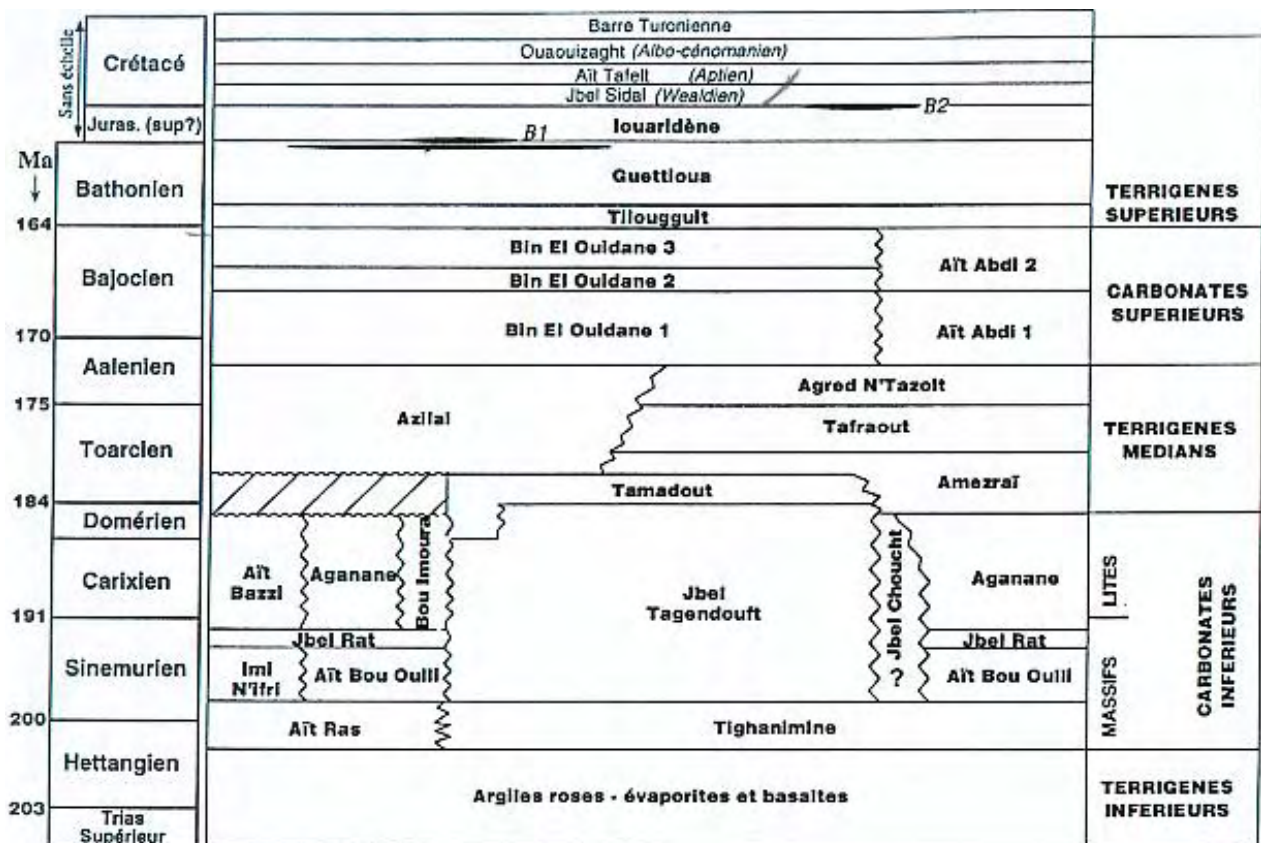 Barre Turonienne
Ouaouizaght (Albo-cénomanien)
Aït Tafelt (Aptien)
Jbel Sidal (Wealdien)
B2
Iouaridène
B1
Guettioua
Tilougguit
Bin El Ouidane 3
Bin El Ouidane 2
Bin El Ouidane 1
Aït Abdi 2
Aït Abdi 1
Azilal
Agred N'Tazolt
Tafraout
Amezraï
Tamadout
Aït
Bazzi
Aganane
Bou Imoura
Jbel
Tagendouft
Jbel Choucht
?
Aganane
Jbel Rat
Jbel Rat
Imi
N'ifri
Aït Bou Oulli
Aït Bou Oulli
Aït Ras
Tighanimine
Argiles roses - évaporites et basaltes
Sans échelle
Crétacé
Juras. (sup?)
Ma
Bathonien
164
Bajocien
170
Aalenien
175
Toarcien
184
Domérien
Carixien
191
Sinemurien
200
Hettangien
203
Trias
Supérieur
TERRIGENES
SUPERIEURS
CARBONATES
SUPERIEURS
TERRIGENES
MEDIANS
LITES
MASSIFS
CARBONATES
INFERIEURS
TERRIGENES
INFERIEURS